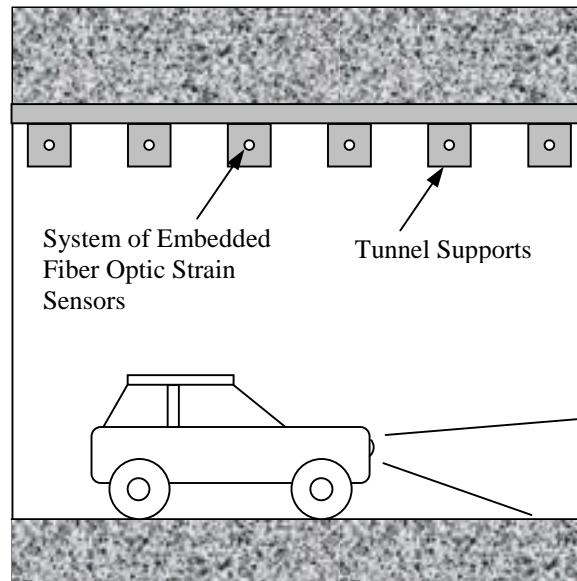 System of Embedded
Fiber Optic Strain
Sensors
Tunnel Supports